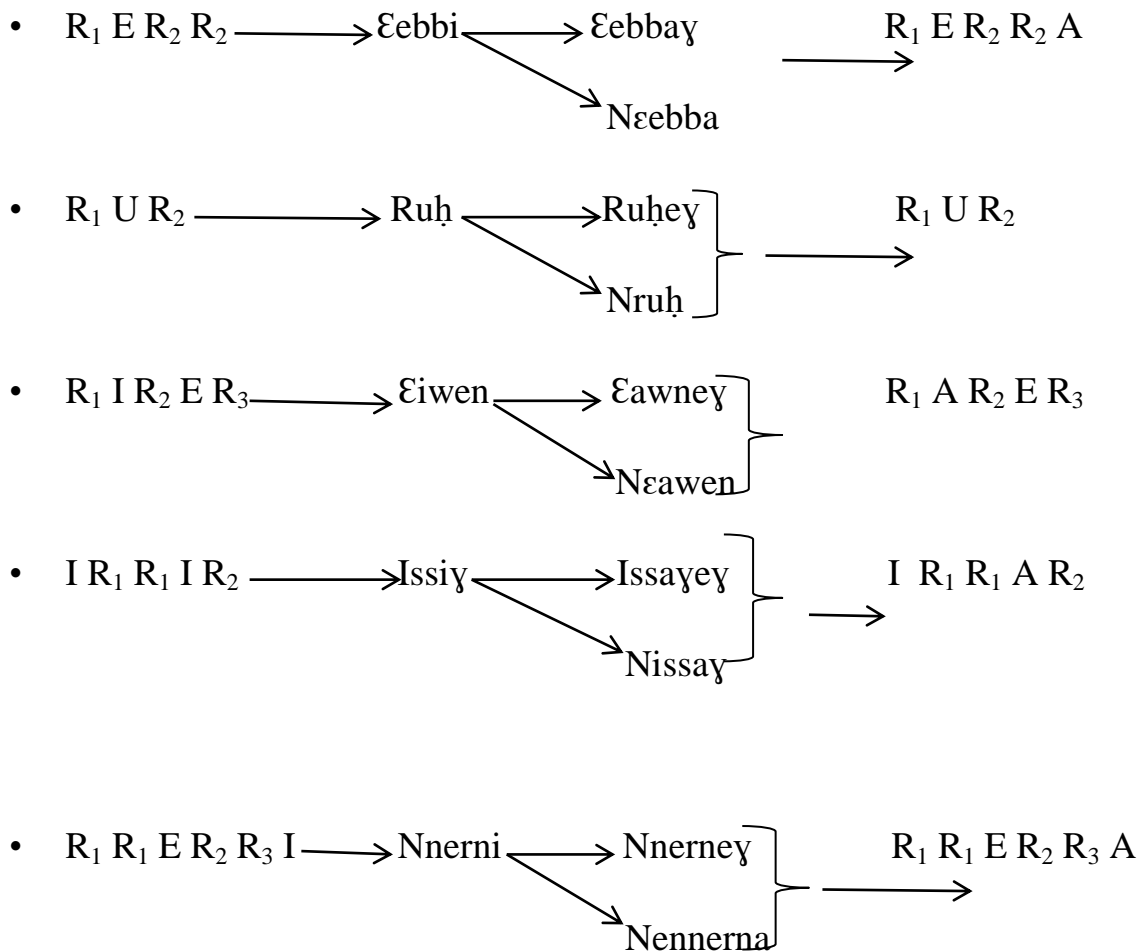 • R₁ E R₂ R₂ Ɛebbi Ɛebbaɣ R₁ E R₂ R₂ A
Nɛebba
• R₁ U R₂ Ruḥ Ruḥeɣ R₁ U R₂
Nruḥ
• R₁ I R₂ E R₃ Ɛiwen Ɛawneɣ R₁ A R₂ E R₃
Nɛawen
• I R₁ R₁ I R₂ Issiɣ Issaɣeɣ I R₁ R₁ A R₂
Nissaɣ
• R₁ R₁ E R₂ R₃ I Nnerni Nnerneɣ R₁ R₁ E R₂ R₃ A
Nennerna